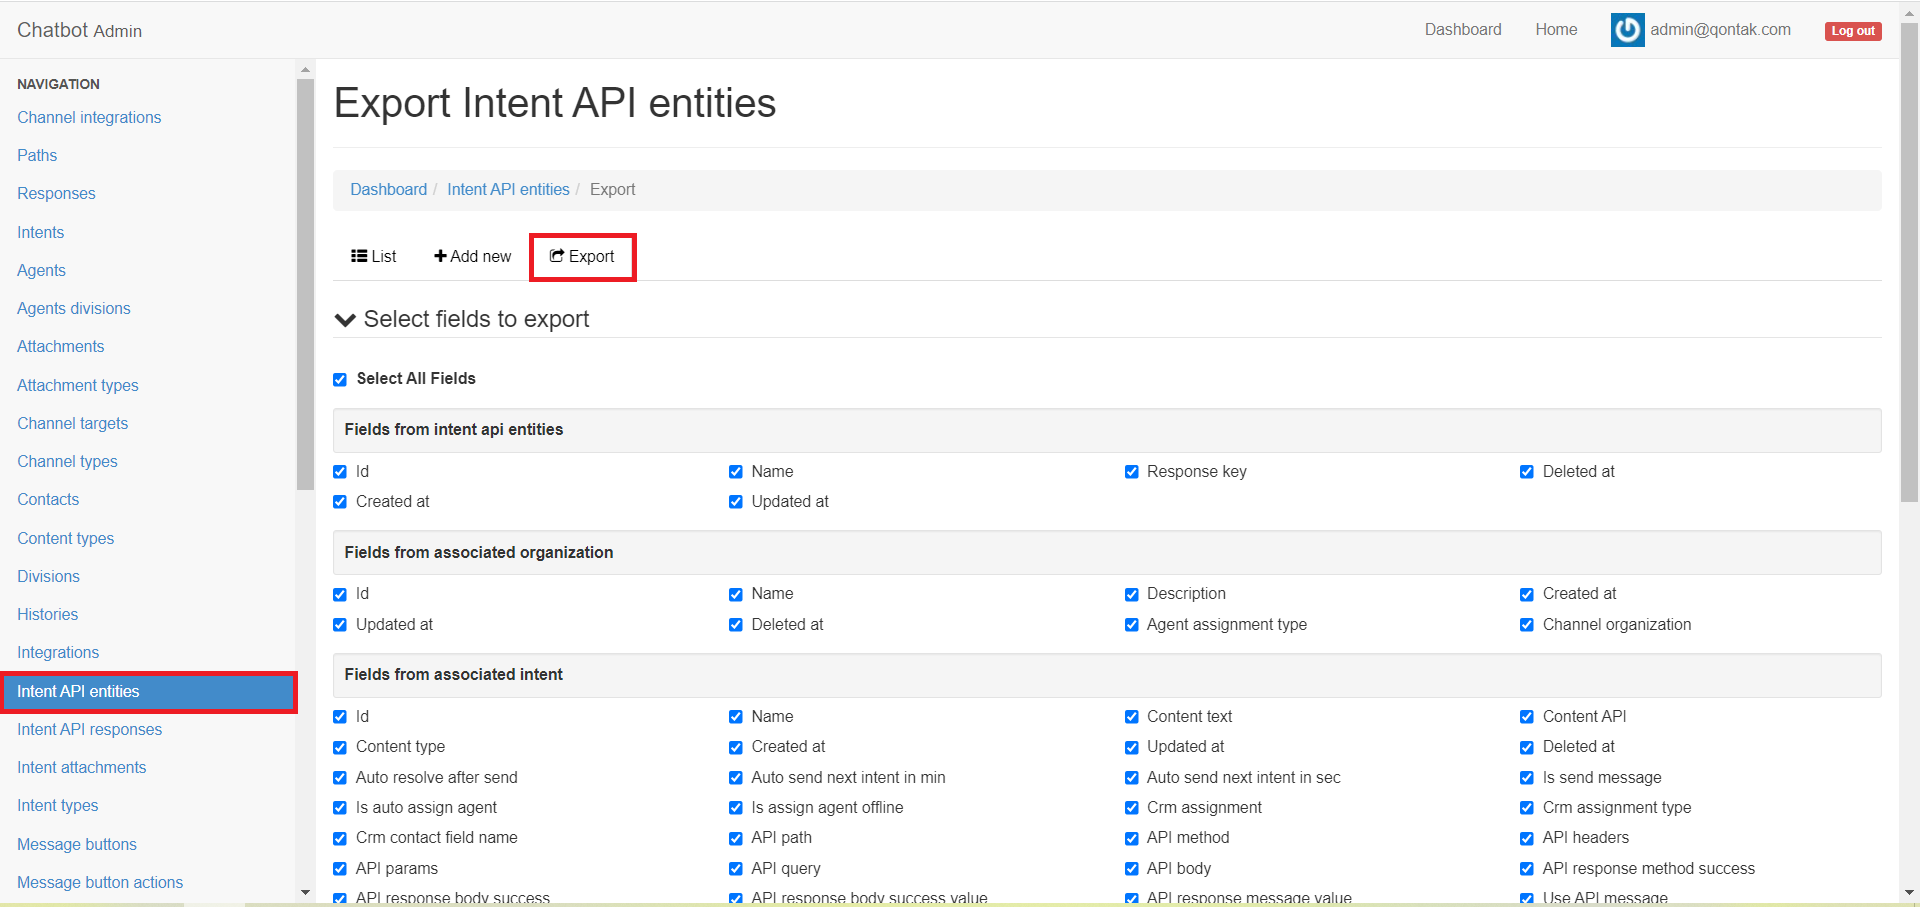 Chatbot Admin
Dashboard Home admin@qontak.com Log out
NAVIGATION
Channel integrations
Paths
Responses
Intents
Agents
Agents divisions
Attachments
Attachment types
Channel targets
Channel types
Contacts
Content types
Divisions
Histories
Integrations
Intent API entities
Intent API responses
Intent attachments
Intent types
Message buttons
Message button actions
Export Intent API entities
Dashboard / Intent API entities / Export
List Add new Export
Select fields to export
Select All Fields
Fields from intent api entities
Id Name Response key Deleted at
Created at Updated at
Fields from associated organization
Id Name Description Created at
Updated at Deleted at Agent assignment type Channel organization
Fields from associated intent
Id Name Content text Content API
Content type Created at Updated at Deleted at
Auto resolve after send Auto send next intent in min Auto send next intent in sec Is send message
Is auto assign agent Is assign agent offline Crm assignment Crm assignment type
Crm contact field name API path API method API headers
API params API query API body API response method success
API response body success API response body success value API response message value Use API message